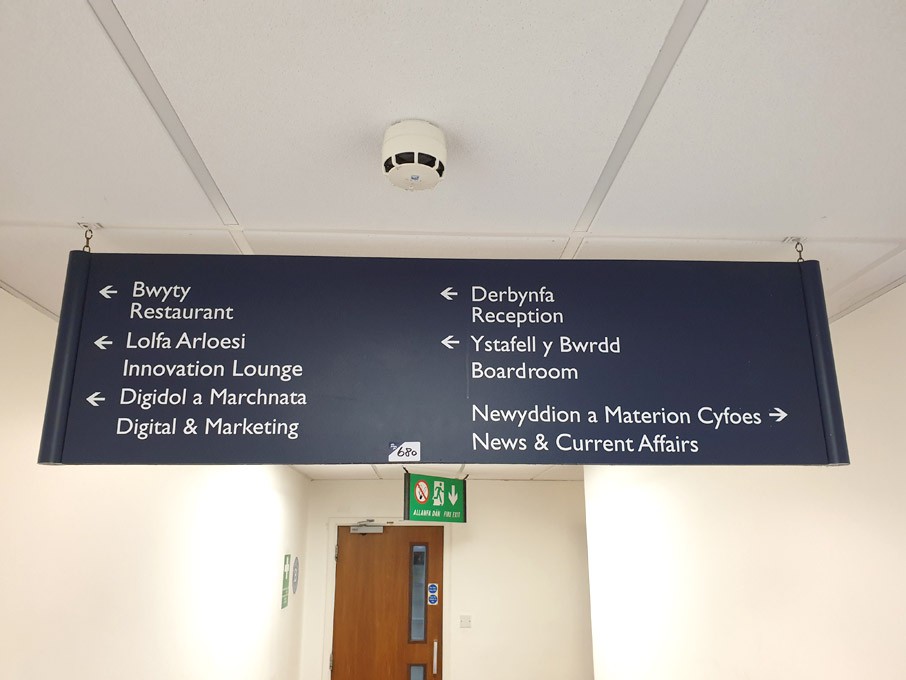 ← Bwyty
Restaurant
← Lolfa Arloesi
Innovation Lounge
← Digidol a Marchnata
Digital & Marketing
← Derbynfa
Reception
← Ystafell y Bwrdd
Boardroom
Newyddion a Materion Cyfoes →
News & Current Affairs
680
ALLANFA DÂN FIRE EXIT